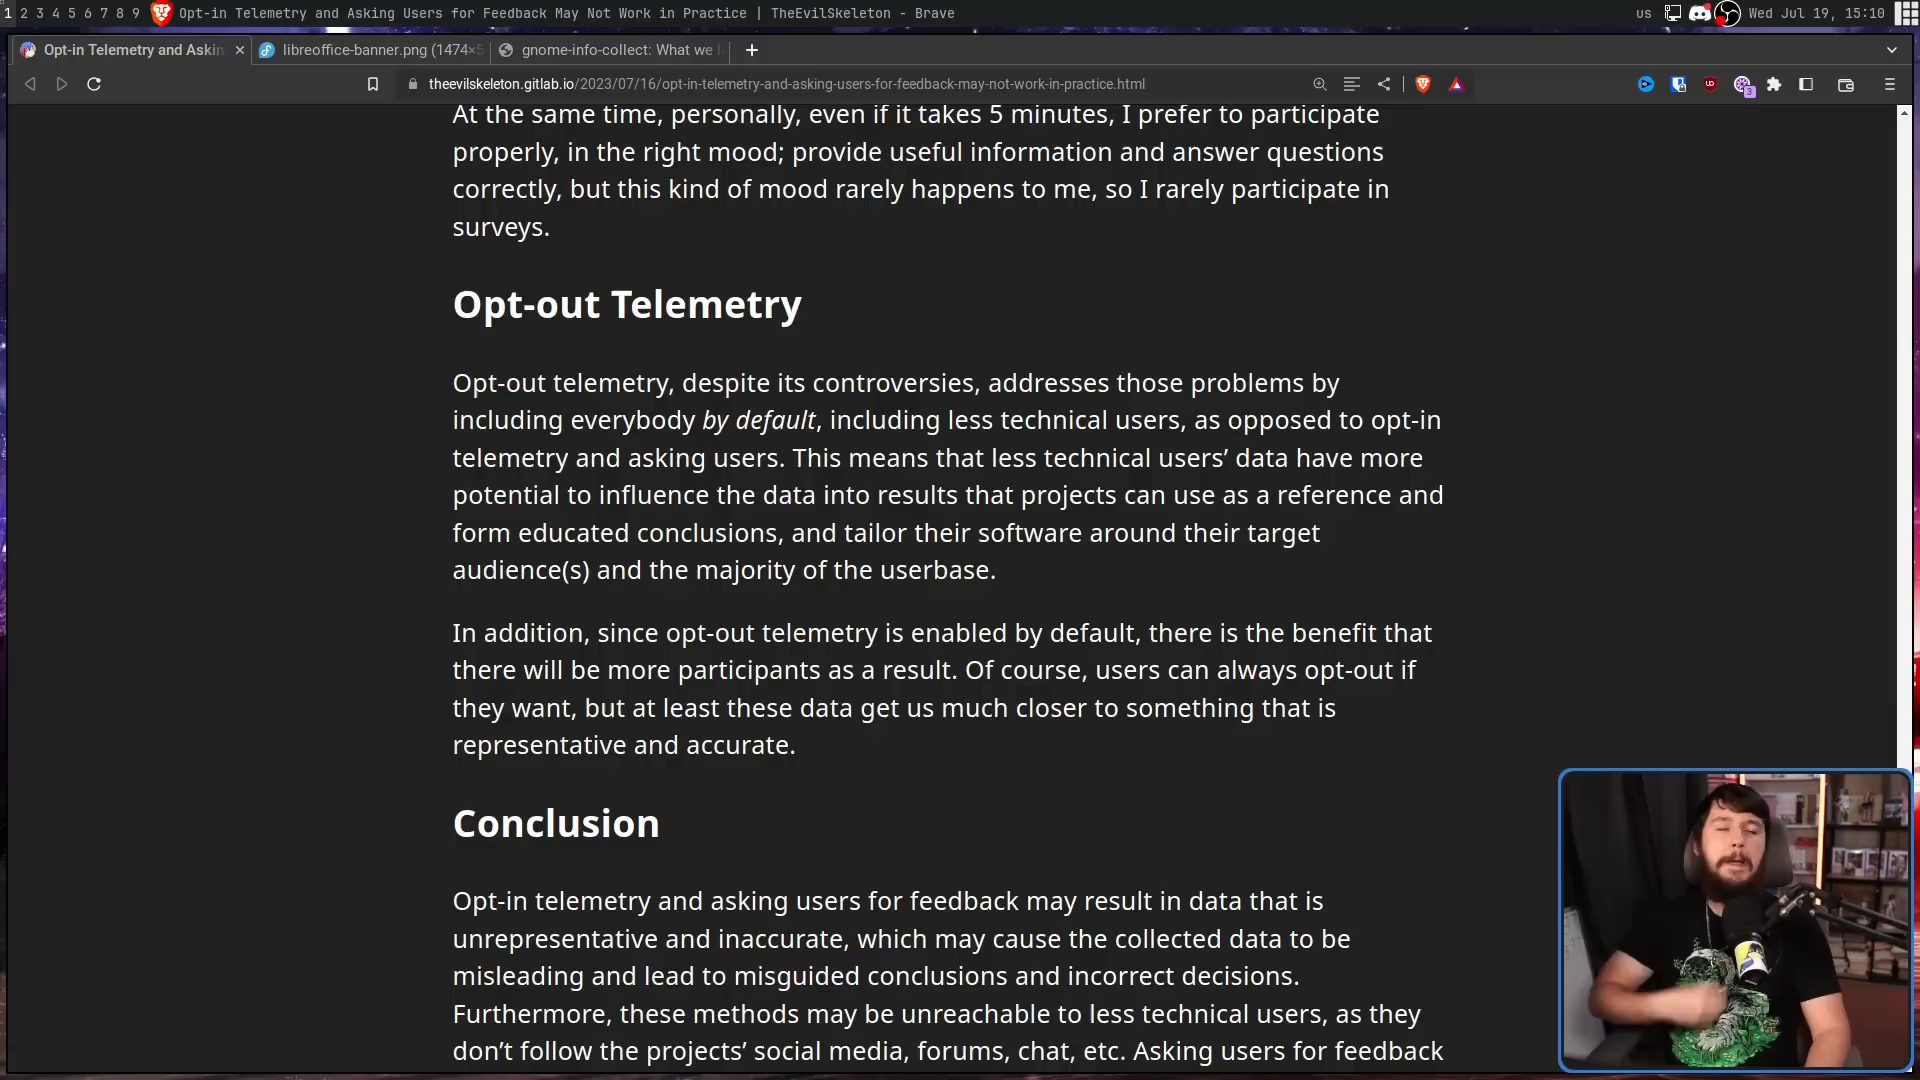 1 2 3 4 5 6 7 8 9 Opt-in Telemetry and Asking Users for Feedback May Not Work in Practice | TheEvilSkeleton - Brave us Wed Jul 19, 15:10
Opt-in Telemetry and Askin libreoffice-banner.png (1474×5 gnome-info-collect: What we
theevilskeleton.gitlab.io/2023/07/16/opt-in-telemetry-and-asking-users-for-feedback-may-not-work-in-practice.html
3
At the same time, personally, even if it takes 5 minutes, I prefer to participate
properly, in the right mood; provide useful information and answer questions
correctly, but this kind of mood rarely happens to me, so I rarely participate in
surveys.
Opt-out Telemetry
Opt-out telemetry, despite its controversies, addresses those problems by
including everybody by default, including less technical users, as opposed to opt-in
telemetry and asking users. This means that less technical users’ data have more
potential to influence the data into results that projects can use as a reference and
form educated conclusions, and tailor their software around their target
audience(s) and the majority of the userbase.
In addition, since opt-out telemetry is enabled by default, there is the benefit that
there will be more participants as a result. Of course, users can always opt-out if
they want, but at least these data get us much closer to something that is
representative and accurate.
Conclusion
Opt-in telemetry and asking users for feedback may result in data that is
unrepresentative and inaccurate, which may cause the collected data to be
misleading and lead to misguided conclusions and incorrect decisions.
Furthermore, these methods may be unreachable to less technical users, as they
don’t follow the projects’ social media, forums, chat, etc. Asking users for feedback